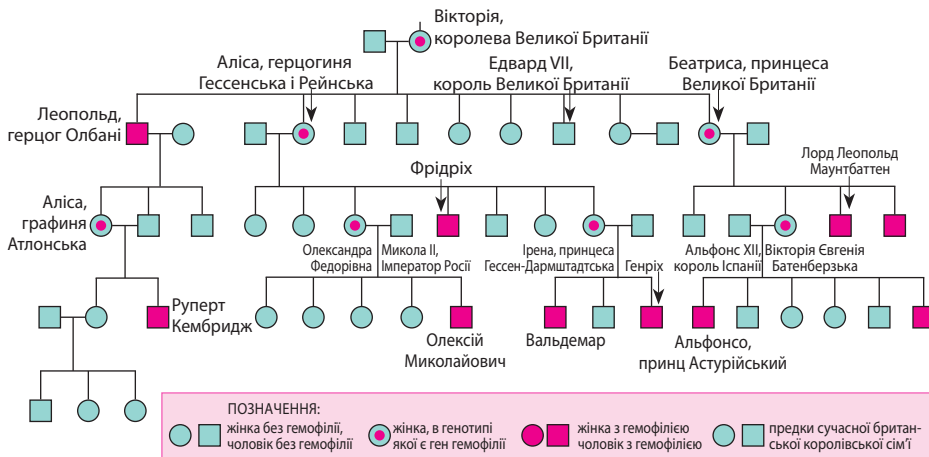 Вікторія,
королева Великої Британії
Аліса, герцогиня
Гессенська і Рейнська
Едвард VII,
король Великої Британії
Беатриса, принцеса
Великої Британії
Леопольд,
герцог Олбані
Фрідріх
Лорд Леопольд
Маунтбаттен
Аліса,
графиня
Атлонська
Олександра
Федорівна
Микола II,
Імператор Росії
Ірена, принцеса
Гессен-Дармштадтська
Генріх
Альфонс XII,
король Іспанії
Вікторія Євгенія
Батенберзька
Руперт
Кембридж
Олексій
Миколайович
Вальдемар
Альфонсо,
принц Астурійський
ПОЗНАЧЕННЯ:
жінка без гемофілії,
чоловік без гемофілії
жінка, в генотипі
якої є ген гемофілії
жінка з гемофілією
чоловік з гемофілією
предки сучасної британ-
ської королівської сім’ї